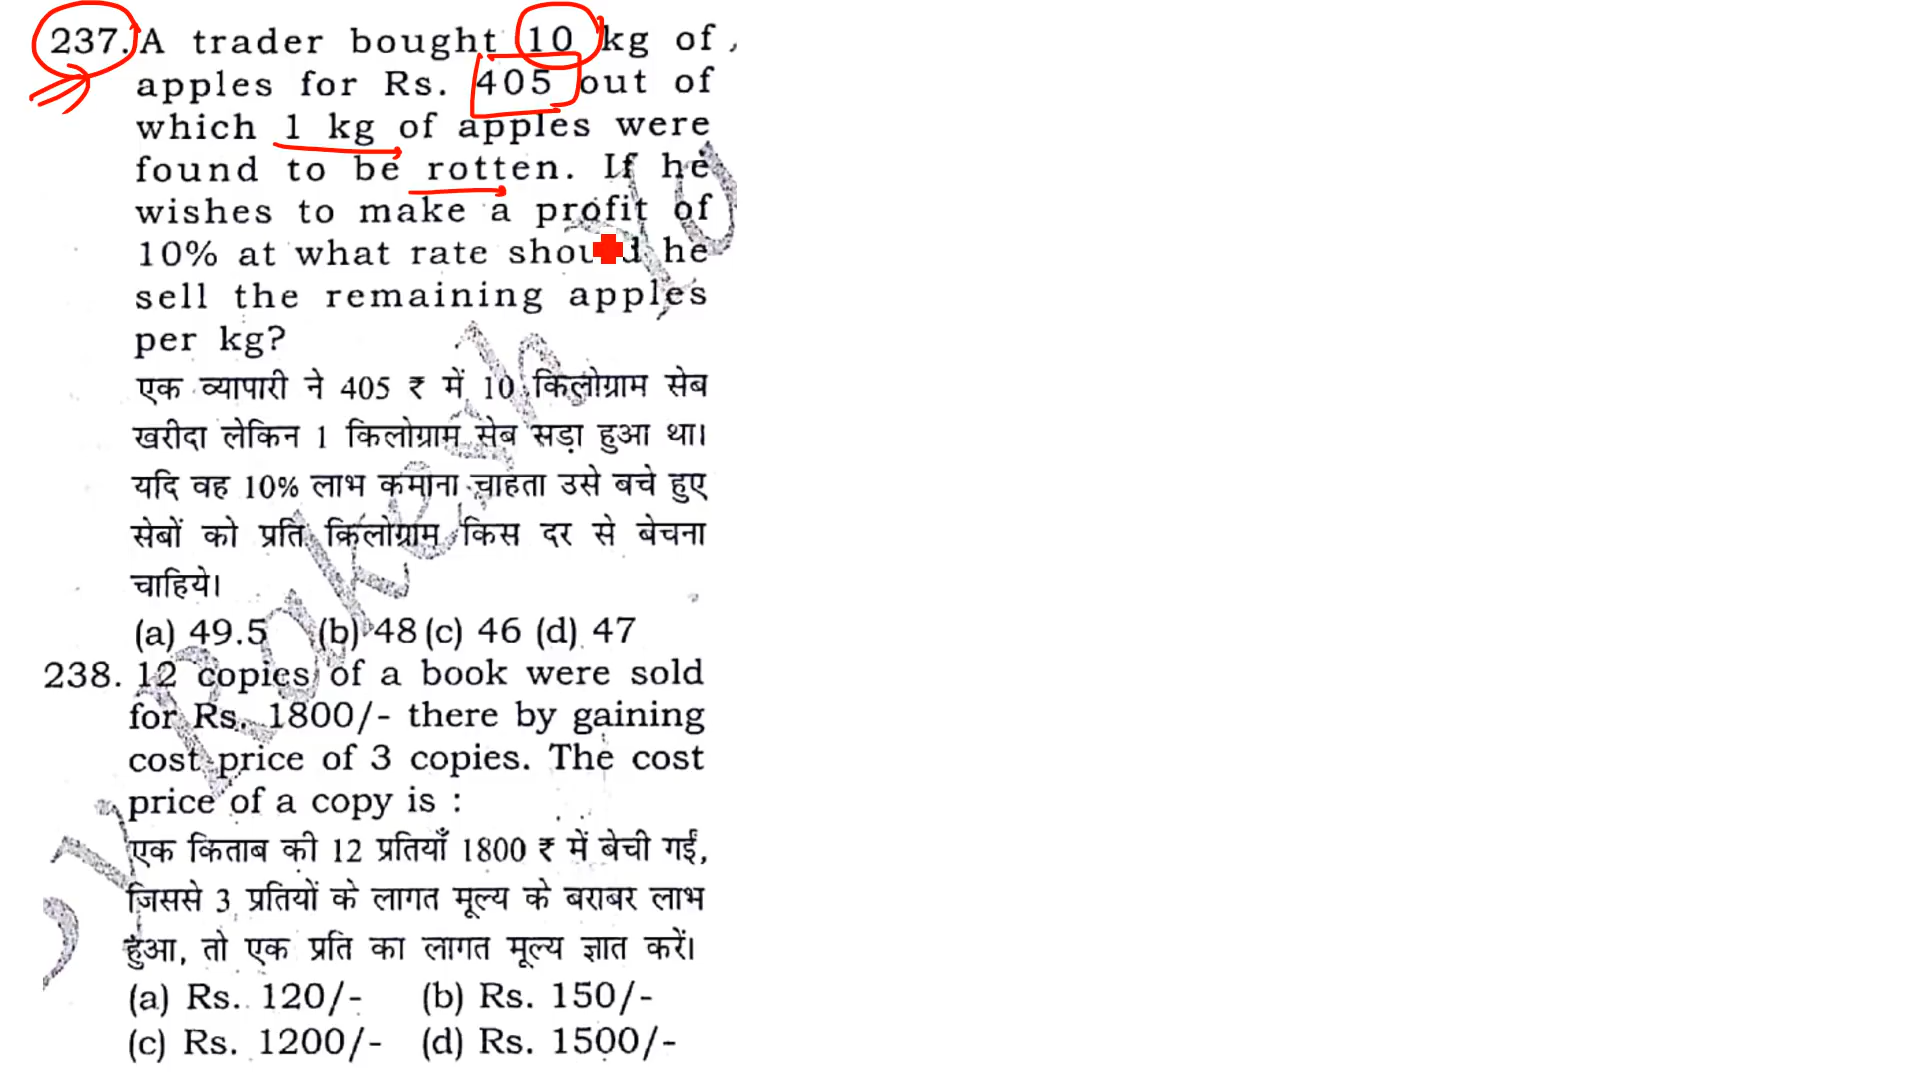 237. A trader bought 10 kg of
apples for Rs. 405 out of
which 1 kg of apples were
found to be rotten. If he
wishes to make a profit of
10% at what rate should he
sell the remaining apples
per kg?
एक व्यापारी ने 405 ₹ में 10 किलोग्राम सेब
खरीदा लेकिन 1 किलोग्राम सेब सड़ा हुआ था।
यदि वह 10% लाभ कमाना चाहता उसे बचे हुए
सेबों को प्रति किलोग्राम किस दर से बेचना
चाहिये।
(a) 49.5 (b) 48 (c) 46 (d) 47
238. 12 copies of a book were sold
for Rs. 1800/- there by gaining
cost price of 3 copies. The cost
price of a copy is :
एक किताब की 12 प्रतियाँ 1800 ₹ में बेची गईं,
जिससे 3 प्रतियों के लागत मूल्य के बराबर लाभ
हुआ, तो एक प्रति का लागत मूल्य ज्ञात करें।
(a) Rs. 120/- (b) Rs. 150/-
(c) Rs. 1200/- (d) Rs. 1500/-